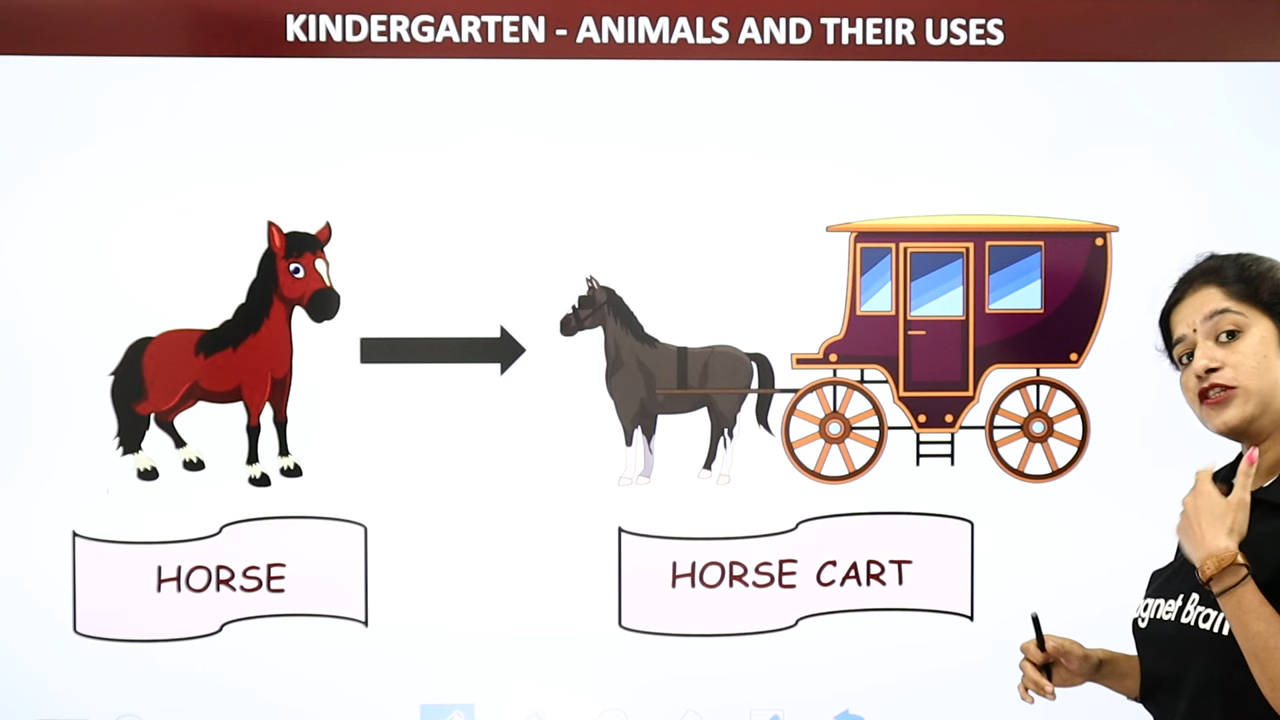 KINDERGARTEN - ANIMALS AND THEIR USES
HORSE
HORSE CART